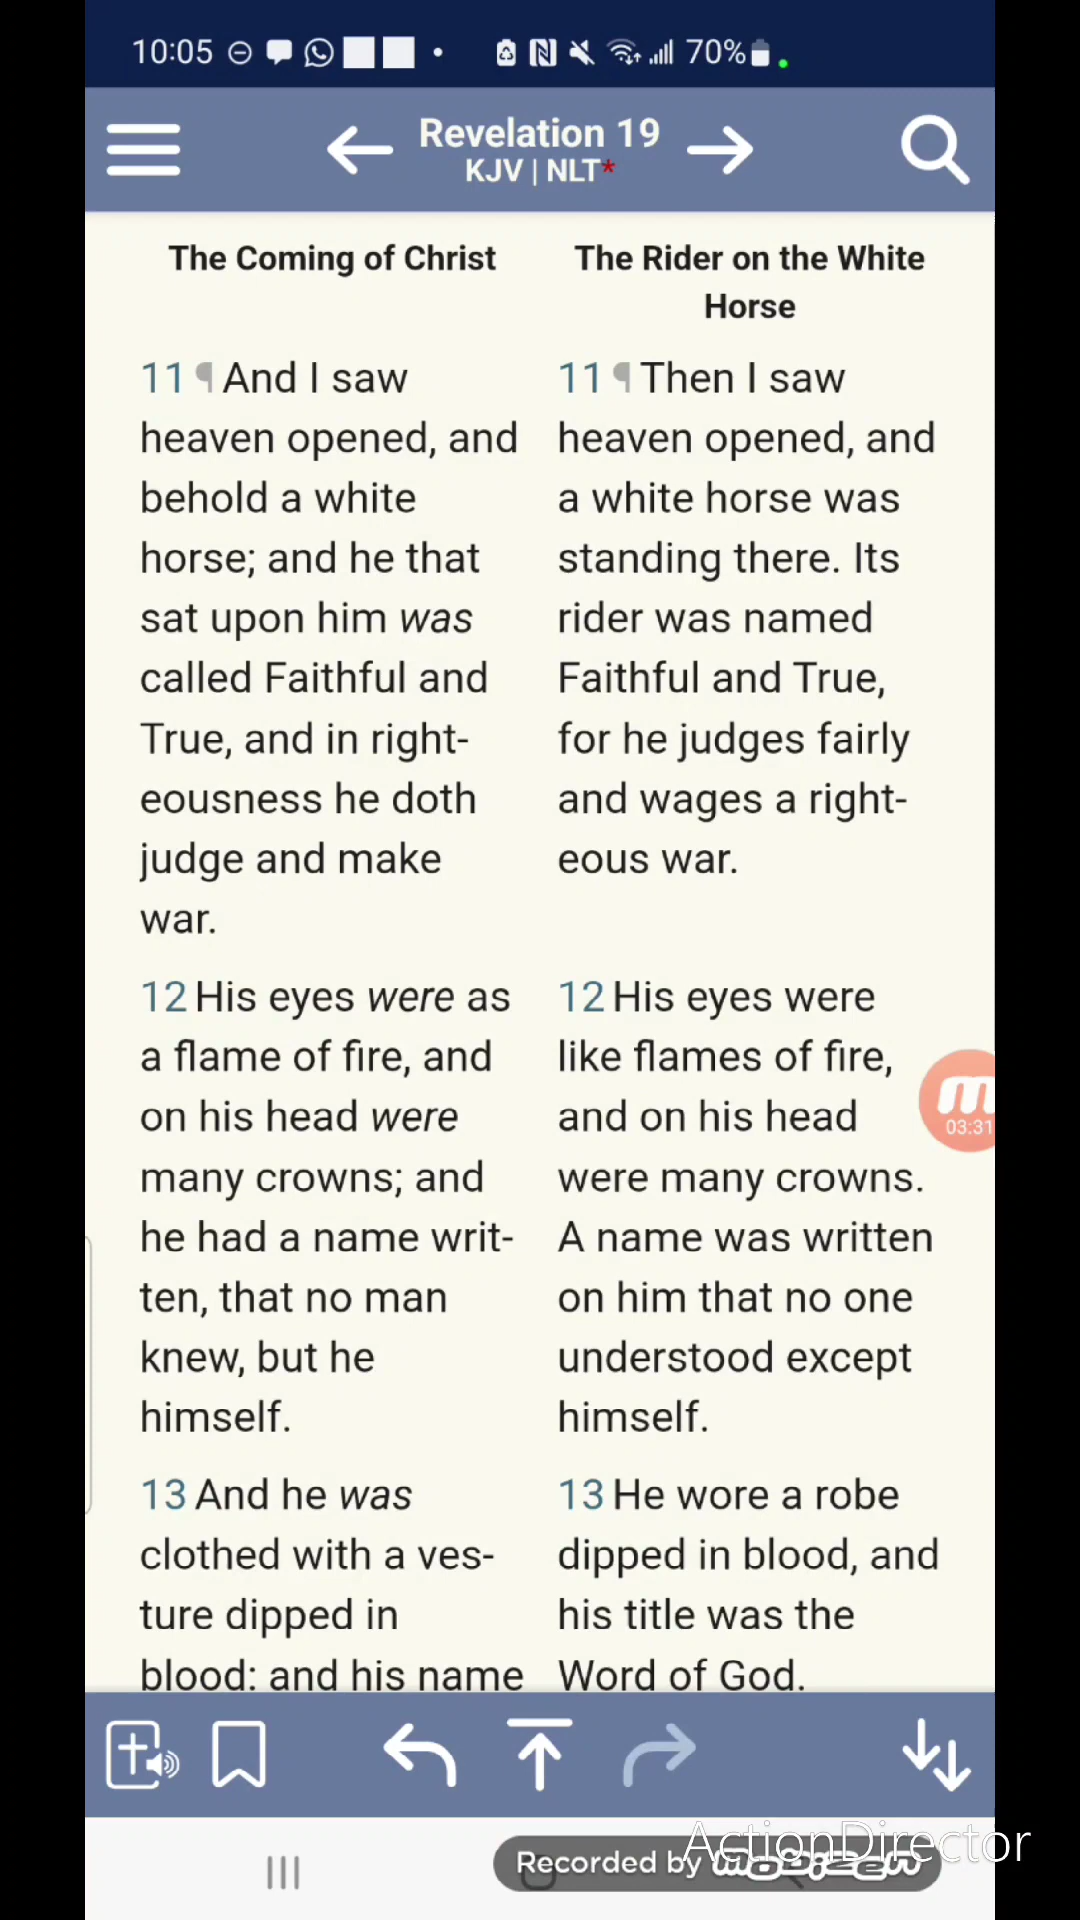 10:05
70%
Revelation 19
KJV | NLT*
The Coming of Christ
11 ¶ And I saw
heaven opened, and
behold a white
horse; and he that
sat upon him was
called Faithful and
True, and in right-
eousness he doth
judge and make
war.
12 His eyes were as
a flame of fire, and
on his head were
many crowns; and
he had a name writ-
ten, that no man
knew, but he
himself.
13 And he was
clothed with a ves-
ture dipped in
blood: and his name
The Rider on the White
Horse
11 ¶ Then I saw
heaven opened, and
a white horse was
standing there. Its
rider was named
Faithful and True,
for he judges fairly
and wages a right-
eous war.
12 His eyes were
like flames of fire,
and on his head
were many crowns.
A name was written
on him that no one
understood except
himself.
13 He wore a robe
dipped in blood, and
his title was the
Word of God.
03:31
ActionDirector
Recorded by MOBIZEN